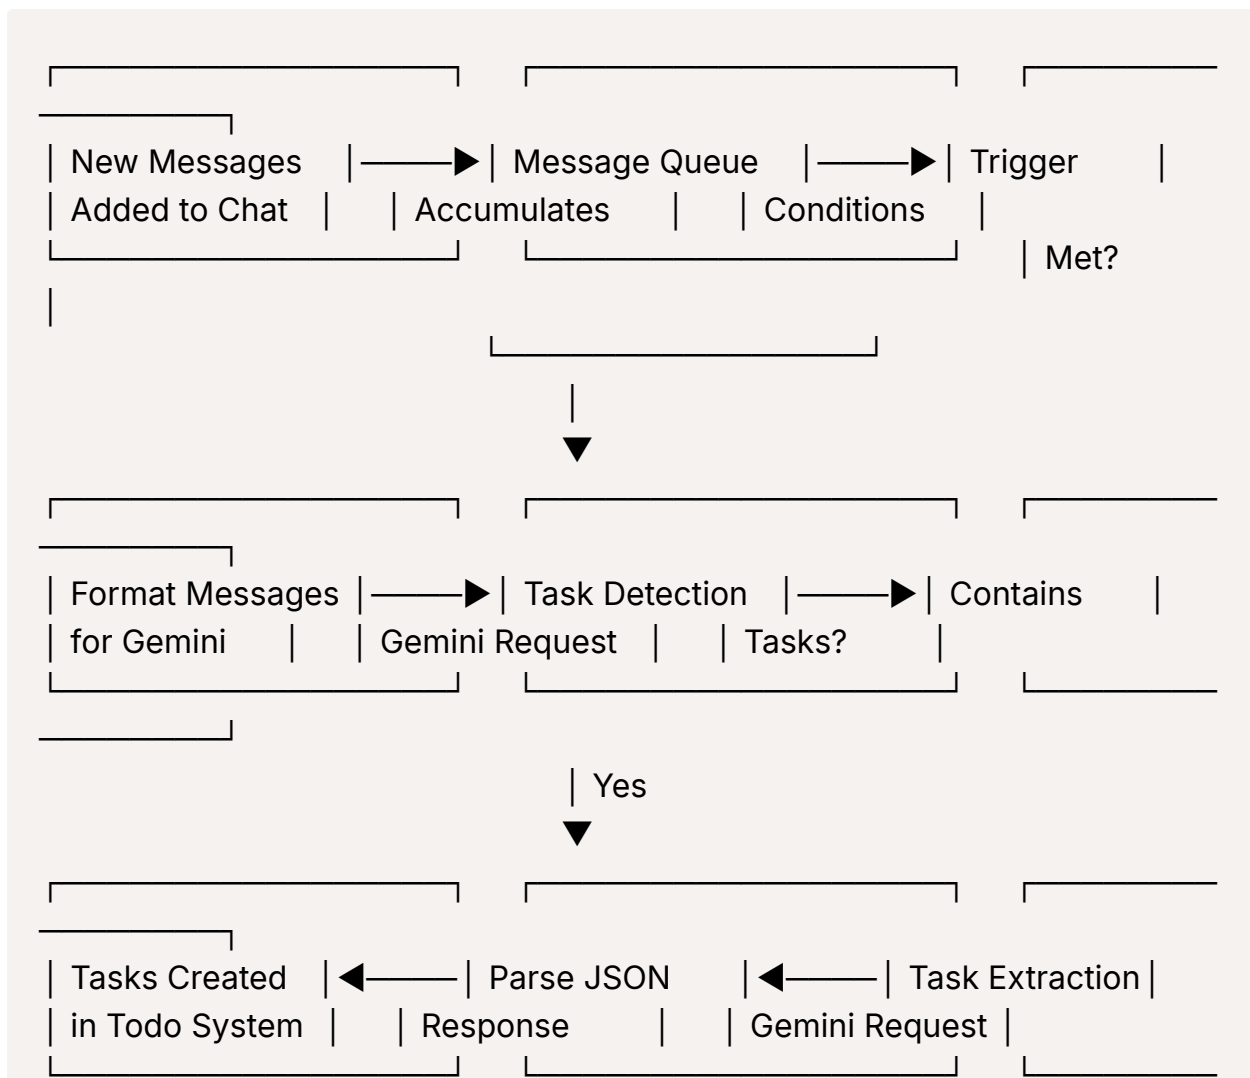 New Messages Message Queue Trigger
Added to Chat Accumulates Conditions
Met?
Format Messages Task Detection Contains
for Gemini Gemini Request Tasks?
Yes
Tasks Created Parse JSON Task Extraction
in Todo System Response Gemini Request